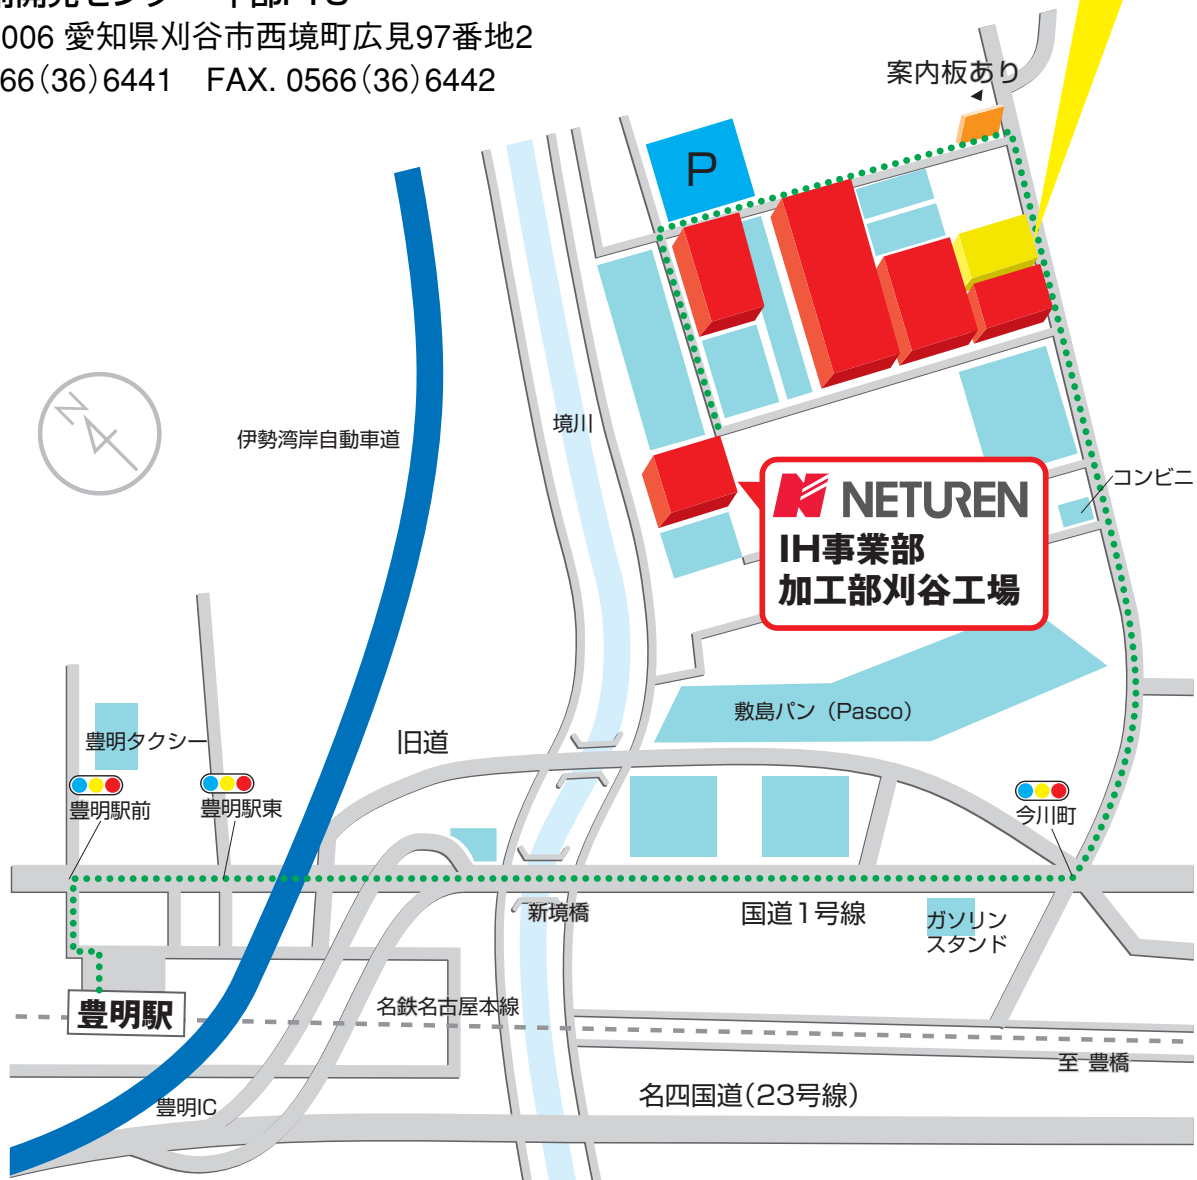 006 愛知県刈谷市西境町広見97番地2
66(36)6441 FAX. 0566(36)6442
案内板あり
P
N
伊勢湾岸自動車道
境川
コンビニ
NETUREN
IH事業部
加工部刈谷工場
敷島パン（Pasco）
旧道
豊明タクシー
豊明駅前
豊明駅東
今川町
新境橋
国道1号線
ガソリン
スタンド
豊明駅
名鉄名古屋本線
至 豊橋
豊明IC
名四国道(23号線)